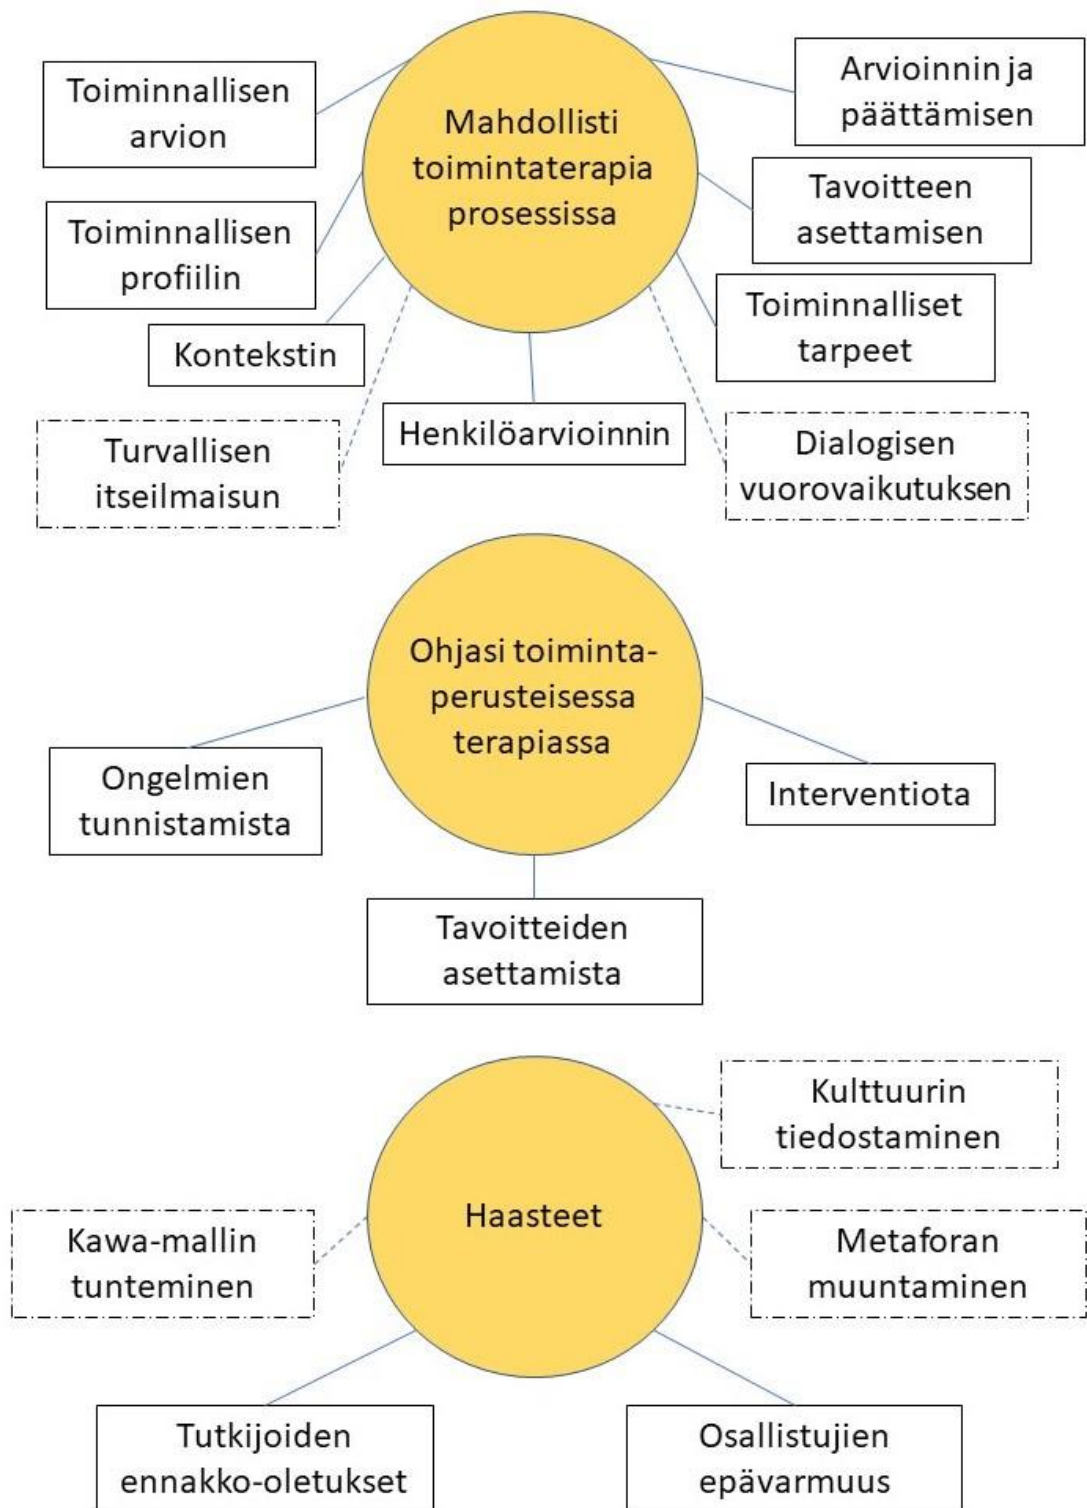 Mahdollisti
toimintaterapia
prosessissa
Toiminnallisen
arvion
Arvioinnin ja
päättämisen
Toiminnallisen
profiilin
Tavoitteen
asettamisen
Kontekstin
Toiminnalliset
tarpeet
Turvallisen
itseilmaisun
Henkilöarvioinnin
Dialogisen
vuorovaikutuksen
Ohjasi toiminta-
perusteisessa
terapiassa
Ongelmien
tunnistamista
Interventiota
Tavoitteiden
asettamista
Haasteet
Kulttuurin
tiedostaminen
Kawa-mallin
tunteminen
Metaforan
muuntaminen
Tutkijoiden
ennakko-oletukset
Osallistujien
epävarmuus